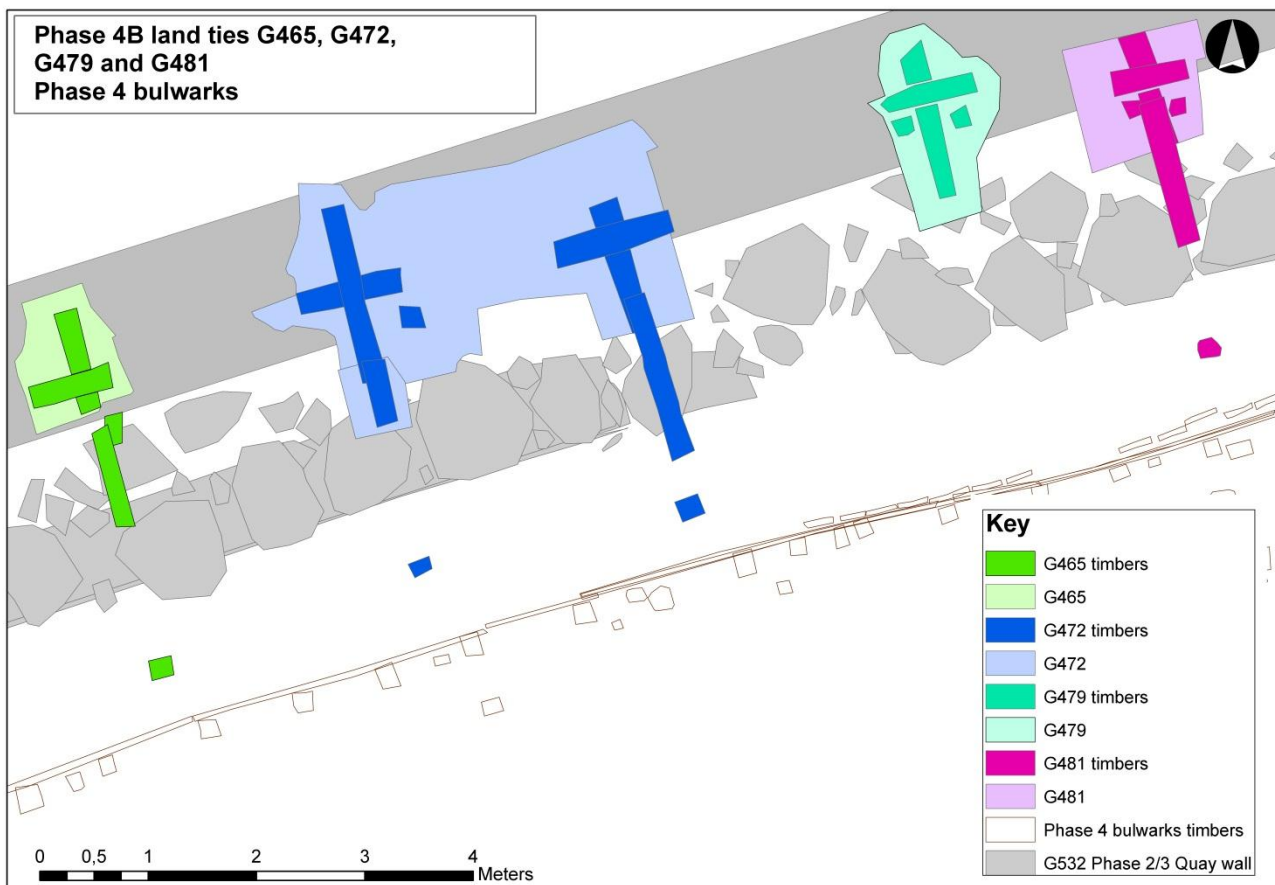 Phase 4B land ties G465, G472,
G479 and G481
Phase 4 bulwarks
Key
G465 timbers
G465
G472 timbers
G472
G479 timbers
G479
G481 timbers
G481
Phase 4 bulwarks timbers
G532 Phase 2/3 Quay wall
0 0,5 1 2 3 4
Meters